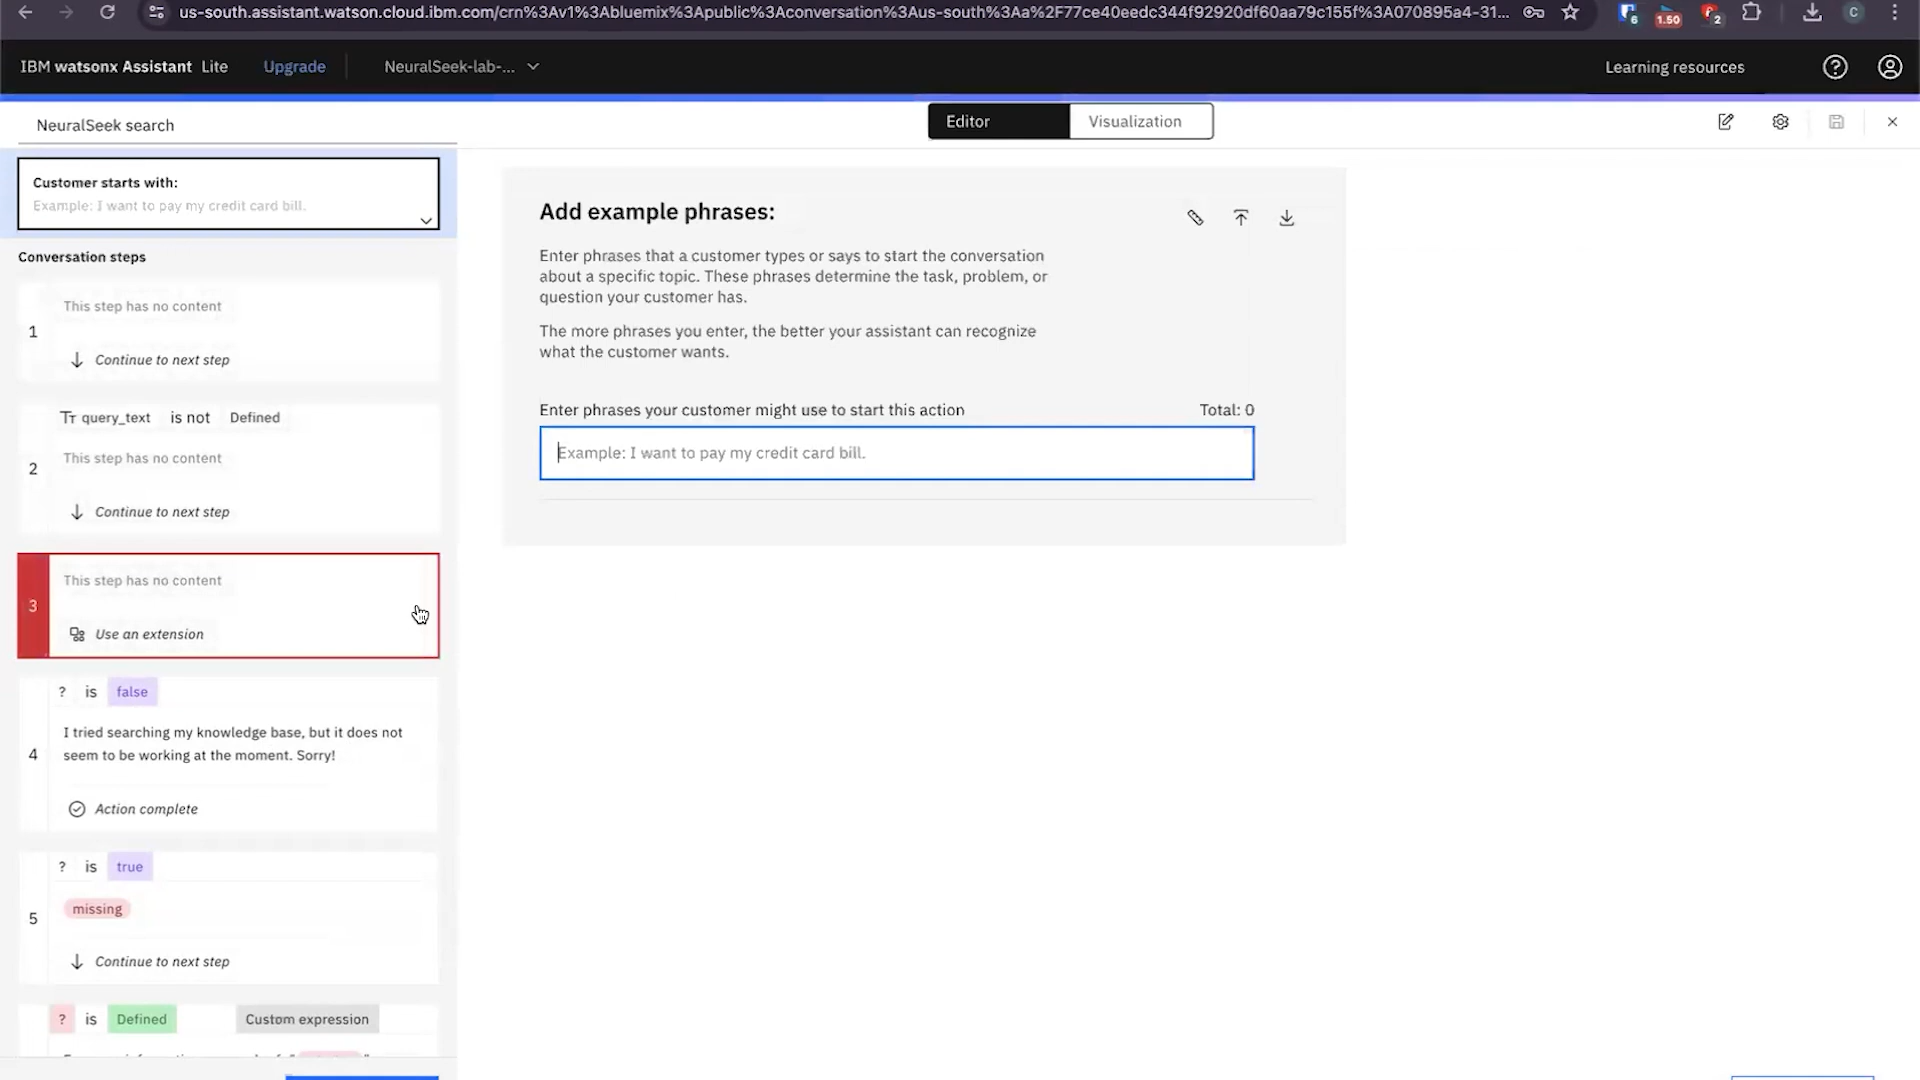 us-south.assistant.watson.cloud.ibm.com/crn%3Av1%3Abluemix%3Apublic%3Aconversation%3Aus-south%3Aa%2F77ce40eedc344f92920df60aa79c155f%3A070895a4-31...
6
1.50
2
C
IBM watsonx Assistant Lite
Upgrade
NeuralSeek-lab-...
Learning resources
NeuralSeek search
Editor
Visualization
Customer starts with:
Example: I want to pay my credit card bill.
Conversation steps
1
This step has no content
Continue to next step
2
Tт query_text is not Defined
This step has no content
Continue to next step
3
This step has no content
Use an extension
4
? is false
I tried searching my knowledge base, but it does not
seem to be working at the moment. Sorry!
Action complete
5
? is true
missing
Continue to next step
? is Defined
Custom expression
Add example phrases:
Enter phrases that a customer types or says to start the conversation
about a specific topic. These phrases determine the task, problem, or
question your customer has.
The more phrases you enter, the better your assistant can recognize
what the customer wants.
Enter phrases your customer might use to start this action
Total: 0
Example: I want to pay my credit card bill.